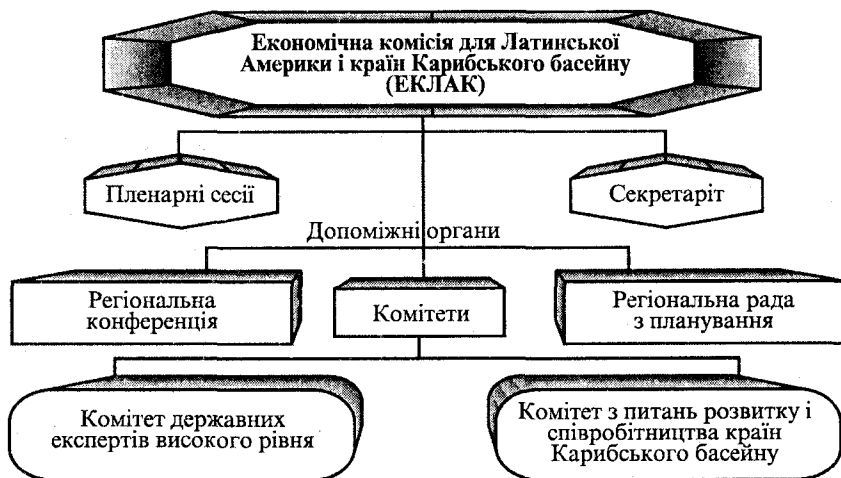 Економічна комісія для Латинської
Америки і країн Карибського басейну
(ЕКЛАК)
Пленарні сесії
Секретаріт
Допоміжні органи
Регіональна
конференція
Комітети
Регіональна рада
з планування
Комітет державних
експертів високого рівня
Комітет з питань розвитку і
співробітництва країн
Карибського басейну